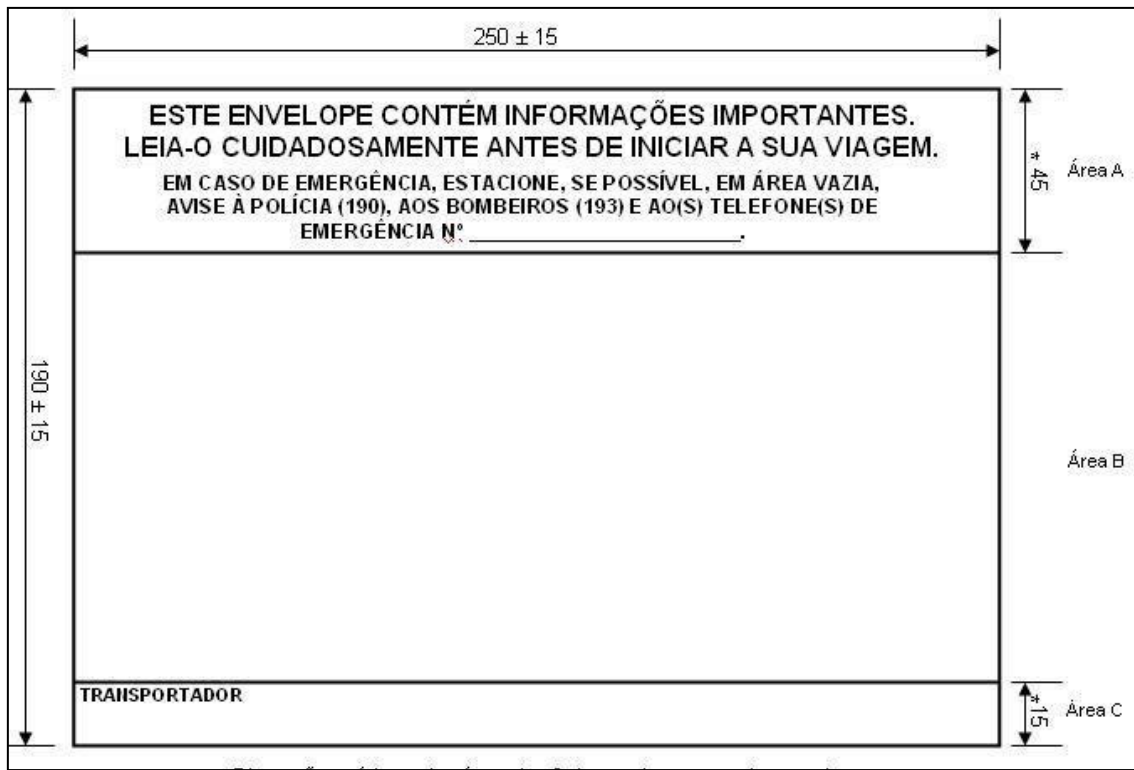 250 ± 15
ESTE ENVELOPE CONTÉM INFORMAÇÕES IMPORTANTES.
LEIA-O CUIDADOSAMENTE ANTES DE INICIAR A SUA VIAGEM.
EM CASO DE EMERGÊNCIA, ESTACIONE, SE POSSÍVEL, EM ÁREA VAZIA,
AVISE À POLÍCIA (190), AOS BOMBEIROS (193) E AO(S) TELEFONE(S) DE
EMERGÊNCIA Nº ______________________.
* 45
Área A
190 ± 15
Área B
TRANSPORTADOR
*15
Área C